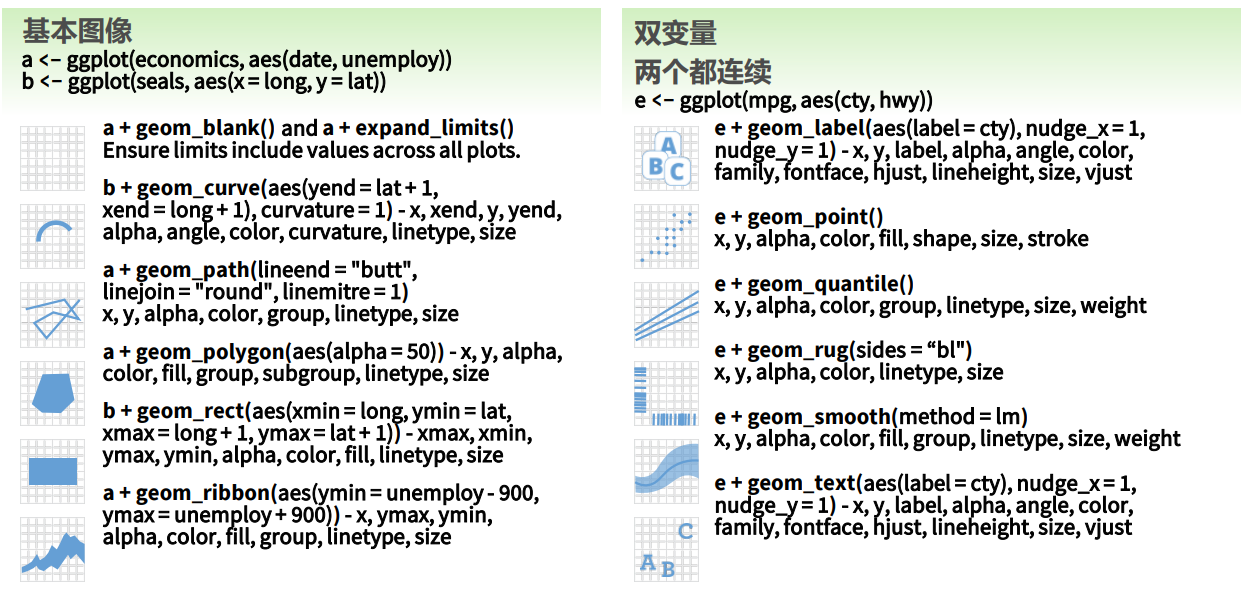 基本图像
a <- ggplot(economics, aes(date, unemploy))
b <- ggplot(seals, aes(x = long, y = lat))
a + geom_blank() and a + expand_limits()
Ensure limits include values across all plots.
b + geom_curve(aes(yend = lat + 1,
xend = long + 1), curvature = 1) - x, xend, y, yend,
alpha, angle, color, curvature, linetype, size
a + geom_path(lineend = "butt",
linejoin = "round", linemitre = 1)
x, y, alpha, color, group, linetype, size
a + geom_polygon(aes(alpha = 50)) - x, y, alpha,
color, fill, group, subgroup, linetype, size
b + geom_rect(aes(xmin = long, ymin = lat,
xmax = long + 1, ymax = lat + 1)) - xmax, xmin,
ymax, ymin, alpha, color, fill, linetype, size
a + geom_ribbon(aes(ymin = unemploy - 900,
ymax = unemploy + 900)) - x, ymax, ymin,
alpha, color, fill, group, linetype, size
双变量
两个都连续
e <- ggplot(mpg, aes(cty, hwy))
A
B C
e + geom_label(aes(label = cty), nudge_x = 1,
nudge_y = 1) - x, y, label, alpha, angle, color,
family, fontface, hjust, lineheight, size, vjust
e + geom_point()
x, y, alpha, color, fill, shape, size, stroke
e + geom_quantile()
x, y, alpha, color, group, linetype, size, weight
e + geom_rug(sides = “bl")
x, y, alpha, color, linetype, size
e + geom_smooth(method = lm)
x, y, alpha, color, fill, group, linetype, size, weight
e + geom_text(aes(label = cty), nudge_x = 1,
nudge_y = 1) - x, y, label, alpha, angle, color,
family, fontface, hjust, lineheight, size, vjust
C
A B